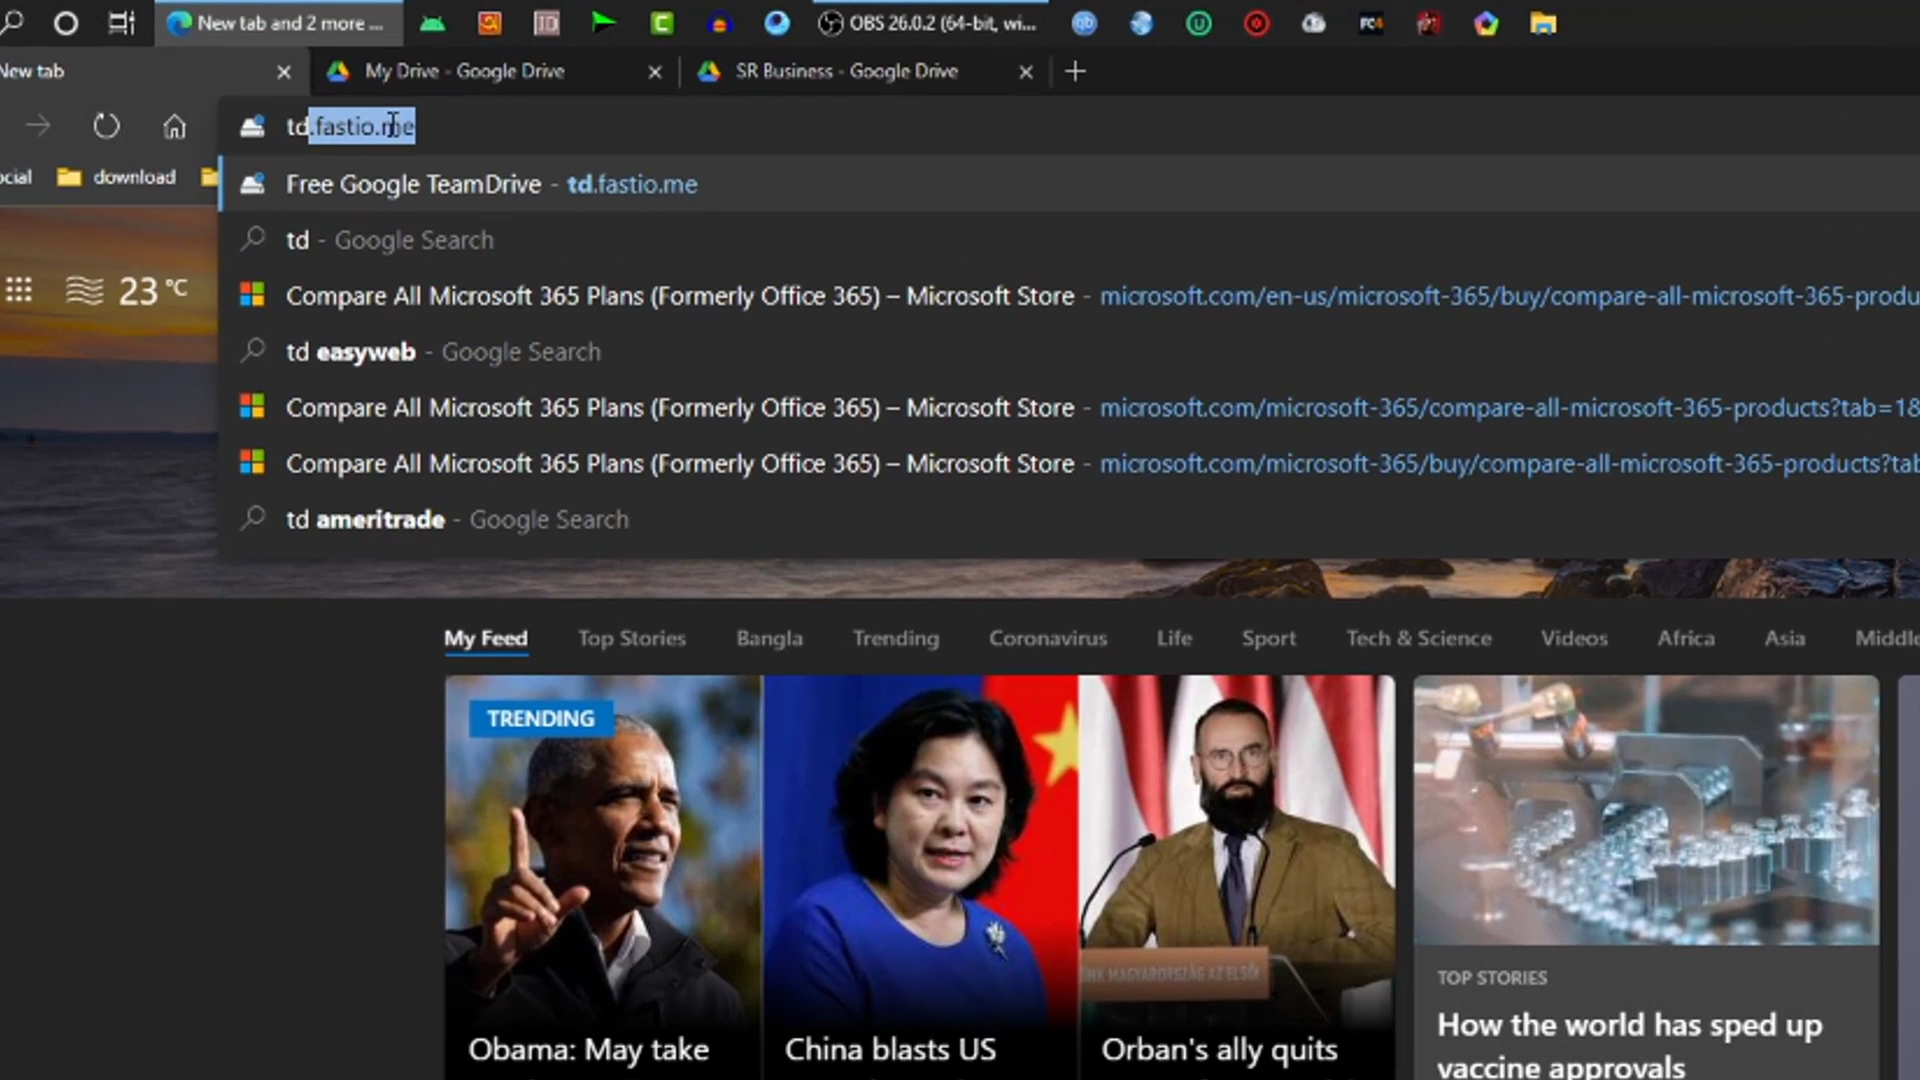 New tab and 2 more ...
OBS 26.0.2 (64-bit, wi...
New tab
My Drive - Google Drive
SR Business - Google Drive
td.fastio.me
ocial
download
Free Google TeamDrive - td.fastio.me
td - Google Search
23 °C
Compare All Microsoft 365 Plans (Formerly Office 365) – Microsoft Store - microsoft.com/en-us/microsoft-365/buy/compare-all-microsoft-365-produ
td easyweb - Google Search
Compare All Microsoft 365 Plans (Formerly Office 365) – Microsoft Store - microsoft.com/microsoft-365/compare-all-microsoft-365-products?tab=18
Compare All Microsoft 365 Plans (Formerly Office 365) – Microsoft Store - microsoft.com/microsoft-365/buy/compare-all-microsoft-365-products?tab
td ameritrade - Google Search
My Feed Top Stories Bangla Trending Coronavirus Life Sport Tech & Science Videos Africa Asia Middle
TRENDING
MAGYARORSZÁG AZ ELSŐ!
TOP STORIES
Obama: May take
China blasts US
Orban's ally quits
How the world has sped up
vaccine approvals